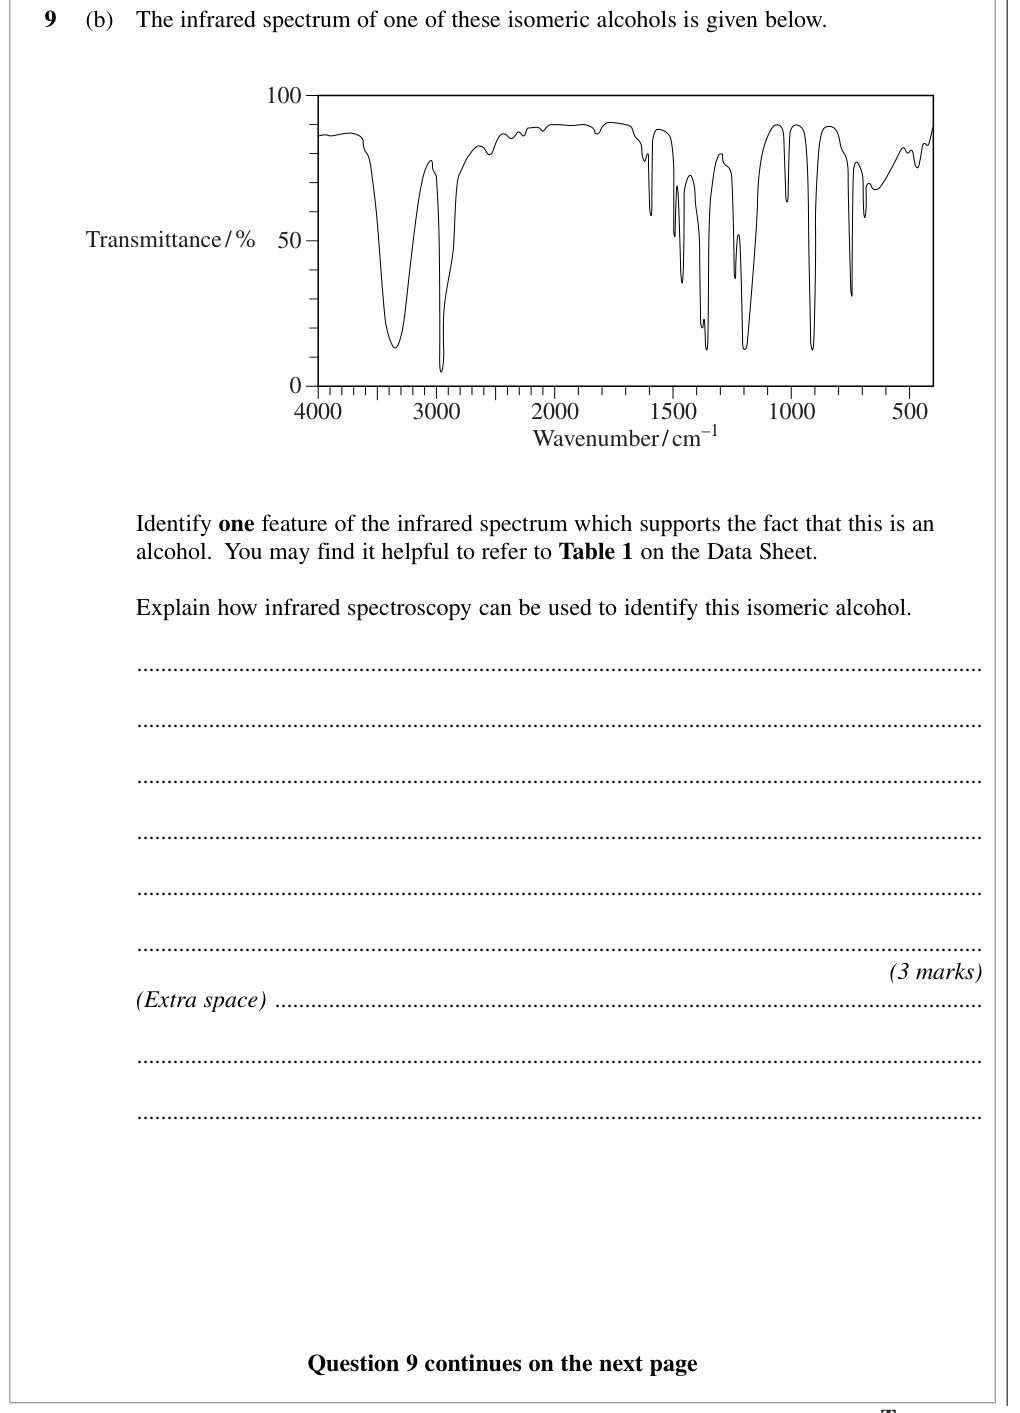 9 (b) The infrared spectrum of one of these isomeric alcohols is given below.
100
Transmittance / % 50
0
4000 3000 2000 1500 1000 500
Wavenumber / cm⁻¹
Identify one feature of the infrared spectrum which supports the fact that this is an
alcohol. You may find it helpful to refer to Table 1 on the Data Sheet.
Explain how infrared spectroscopy can be used to identify this isomeric alcohol.
(3 marks)
(Extra space)
Question 9 continues on the next page